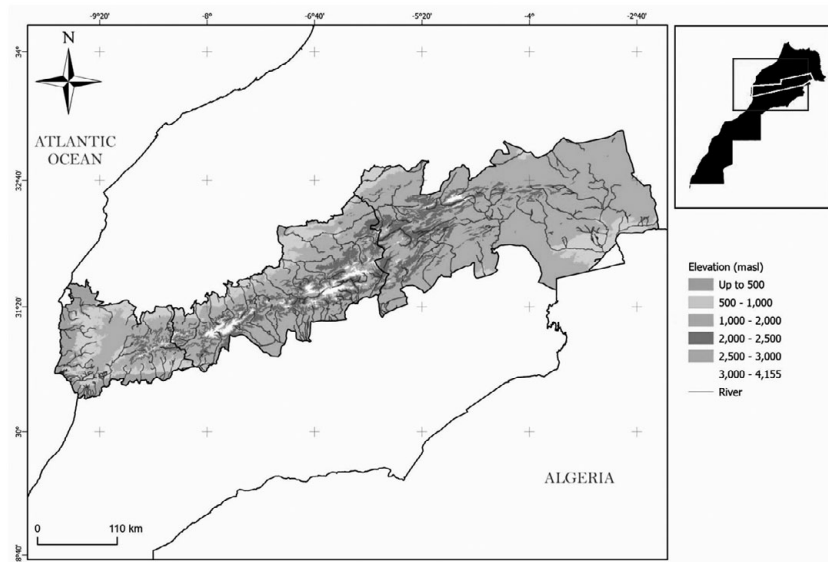 -9°20' -8° -6°40' -5°20' -4° -2°40'
34°
N
ATLANTIC
OCEAN
32°40'
31°20'
30°
ALGERIA
0 110 km
8°40'
Elevation (masl)
Up to 500
500 - 1,000
1,000 - 2,000
2,000 - 2,500
2,500 - 3,000
3,000 - 4,155
River